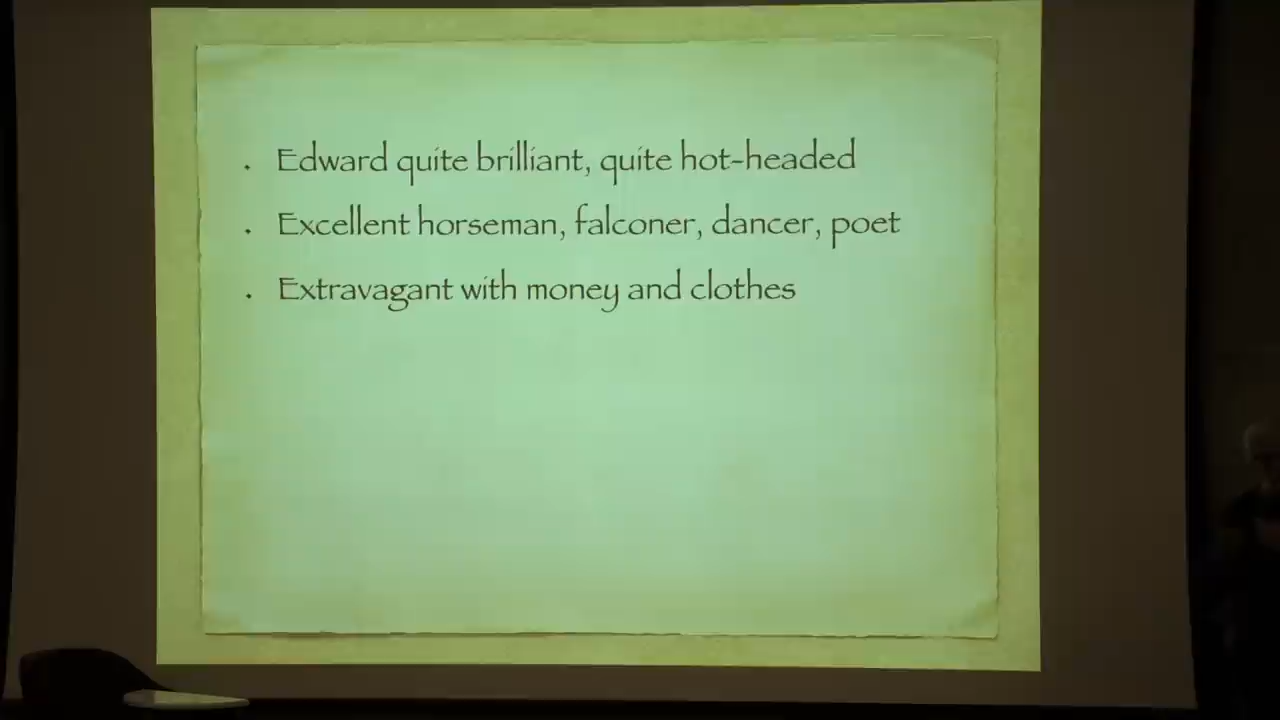 . Edward quite brilliant, quite hot-headed
. Excellent horseman, falconer, dancer, poet
. Extravagant with money and clothes